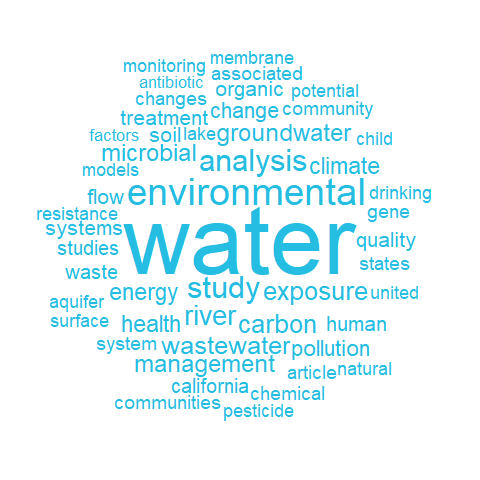 membrane
monitoring
associated
antibiotic
organic
potential
changes
treatment
change
community
factors
soil
lake
groundwater
child
microbial
analysis
climate
models
flow
environmental
drinking
resistance
gene
systems
water
quality
studies
states
waste
energy
study
exposure
united
aquifer
surface
health
river
carbon
human
system
wastewater
pollution
management
article
natural
california
chemical
communities
pesticide